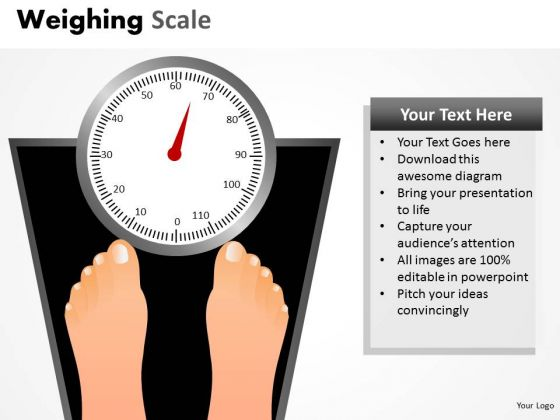 Weighing Scale
60
50
70
40
80
30
90
20
100
10
110
0
Your Text Here
• Your Text Goes here
• Download this
awesome diagram
• Bring your presentation
to life
• Capture your
audience's attention
• All images are 100%
editable in powerpoint
• Pitch your ideas
convincingly
Your Logo